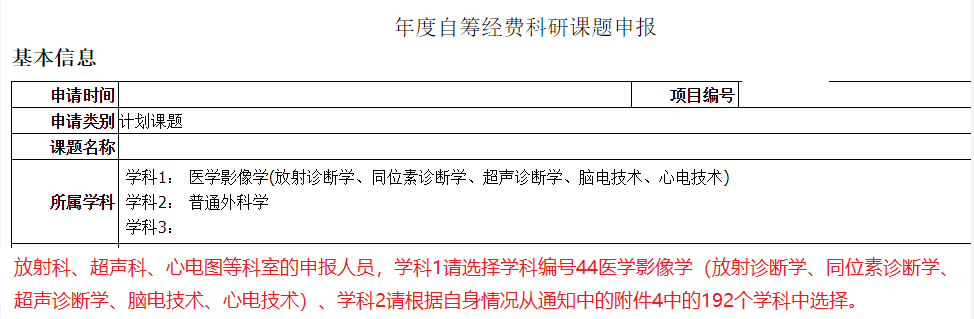 年度自筹经费科研课题申报
基本信息
申请时间 项目编号
申请类别 计划课题
课题名称
学科1： 医学影像学(放射诊断学、同位素诊断学、超声诊断学、脑电技术、心电技术)
所属学科 学科2： 普通外科学
学科3：
放射科、超声科、心电图等科室的申报人员，学科1请选择学科编号44医学影像学（放射诊断学、同位素诊断学、
超声诊断学、脑电技术、心电技术）、学科2请根据自身情况从通知中的附件4中的192个学科中选择。